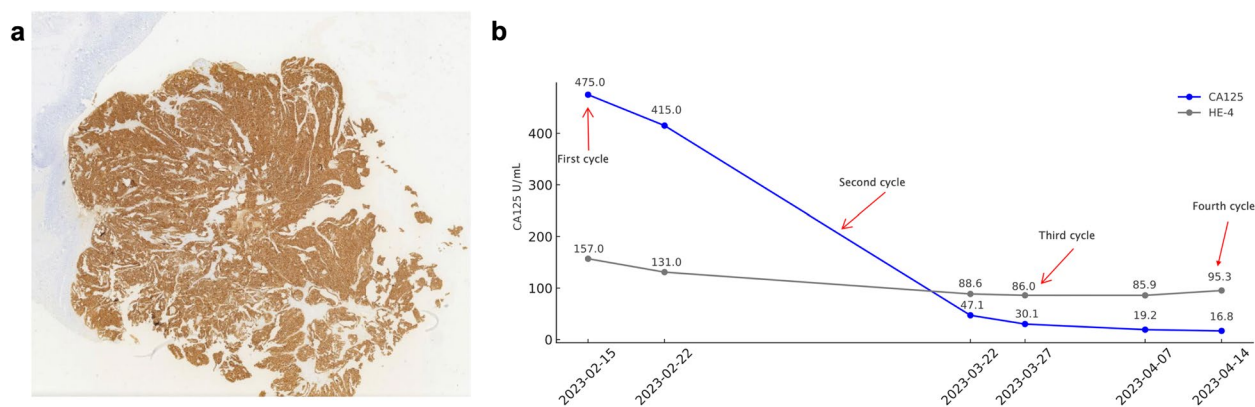 a
b
475.0
415.0
CA125
HE-4
400
First cycle
Second cycle
300
CA125 U/mL
Fourth cycle
200
Third cycle
157.0
131.0
95.3
88.6
86.0
85.9
100
47.1
30.1
19.2
16.8
0
2023-02-15
2023-02-22
2023-03-22
2023-03-27
2023-04-07
2023-04-14